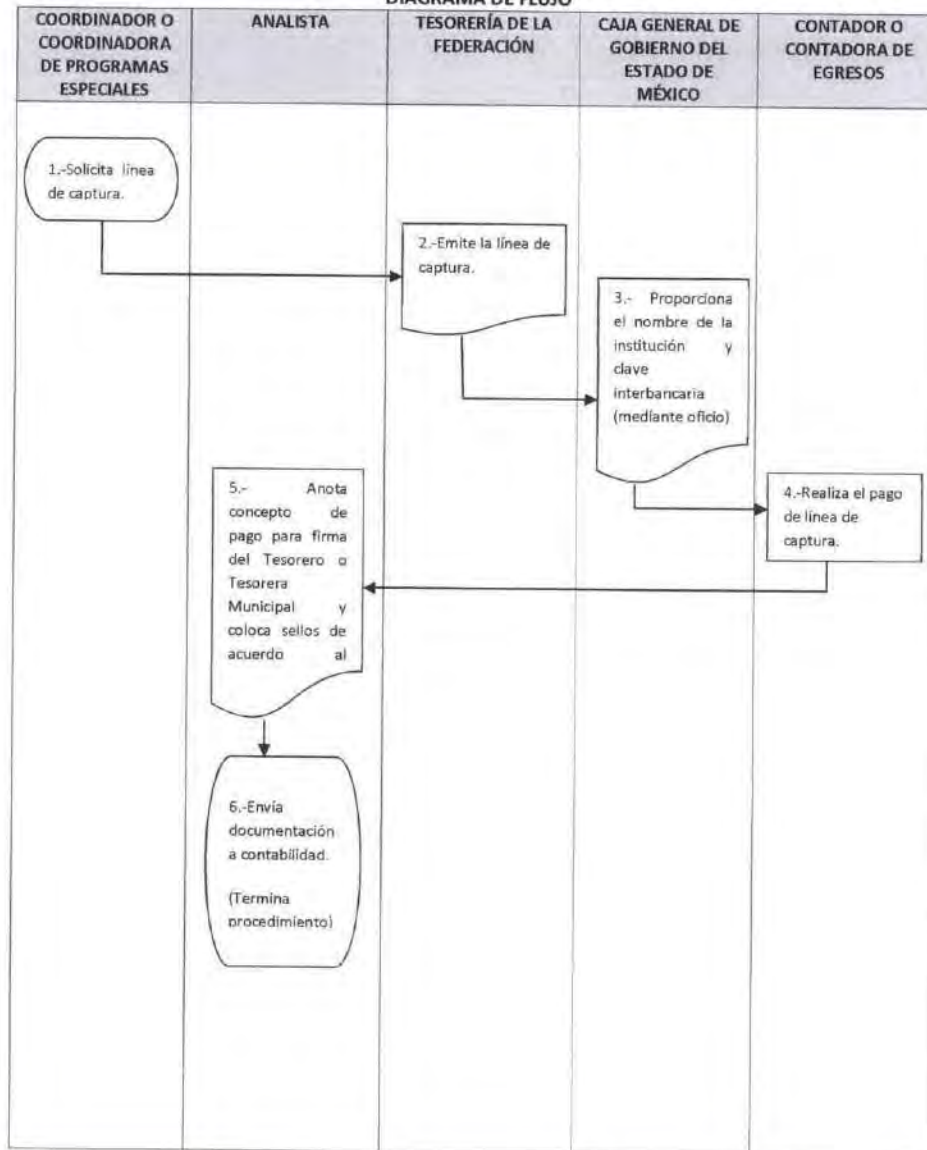 DIAGRAMA DE FLUJO
COORDINADOR O
COORDINADORA
DE PROGRAMAS
ESPECIALES
ANALISTA
TESORERÍA DE LA
FEDERACIÓN
CAJA GENERAL DE
GOBIERNO DEL
ESTADO DE
MÉXICO
CONTADOR O
CONTADORA DE
EGRESOS
1.-Solicita línea
de captura.
2.-Emite la línea de
captura.
3.- Proporciona
el nombre de la
institución y
clave
interbancaria
(mediante oficio)
4.-Realiza el pago
de línea de
captura.
5.- Anota
concepto de
pago para firma
del Tesorero o
Tesorera
Municipal y
coloca sellos de
acuerdo al
6.-Envía
documentación
a contabilidad.
(Termina
procedimiento)